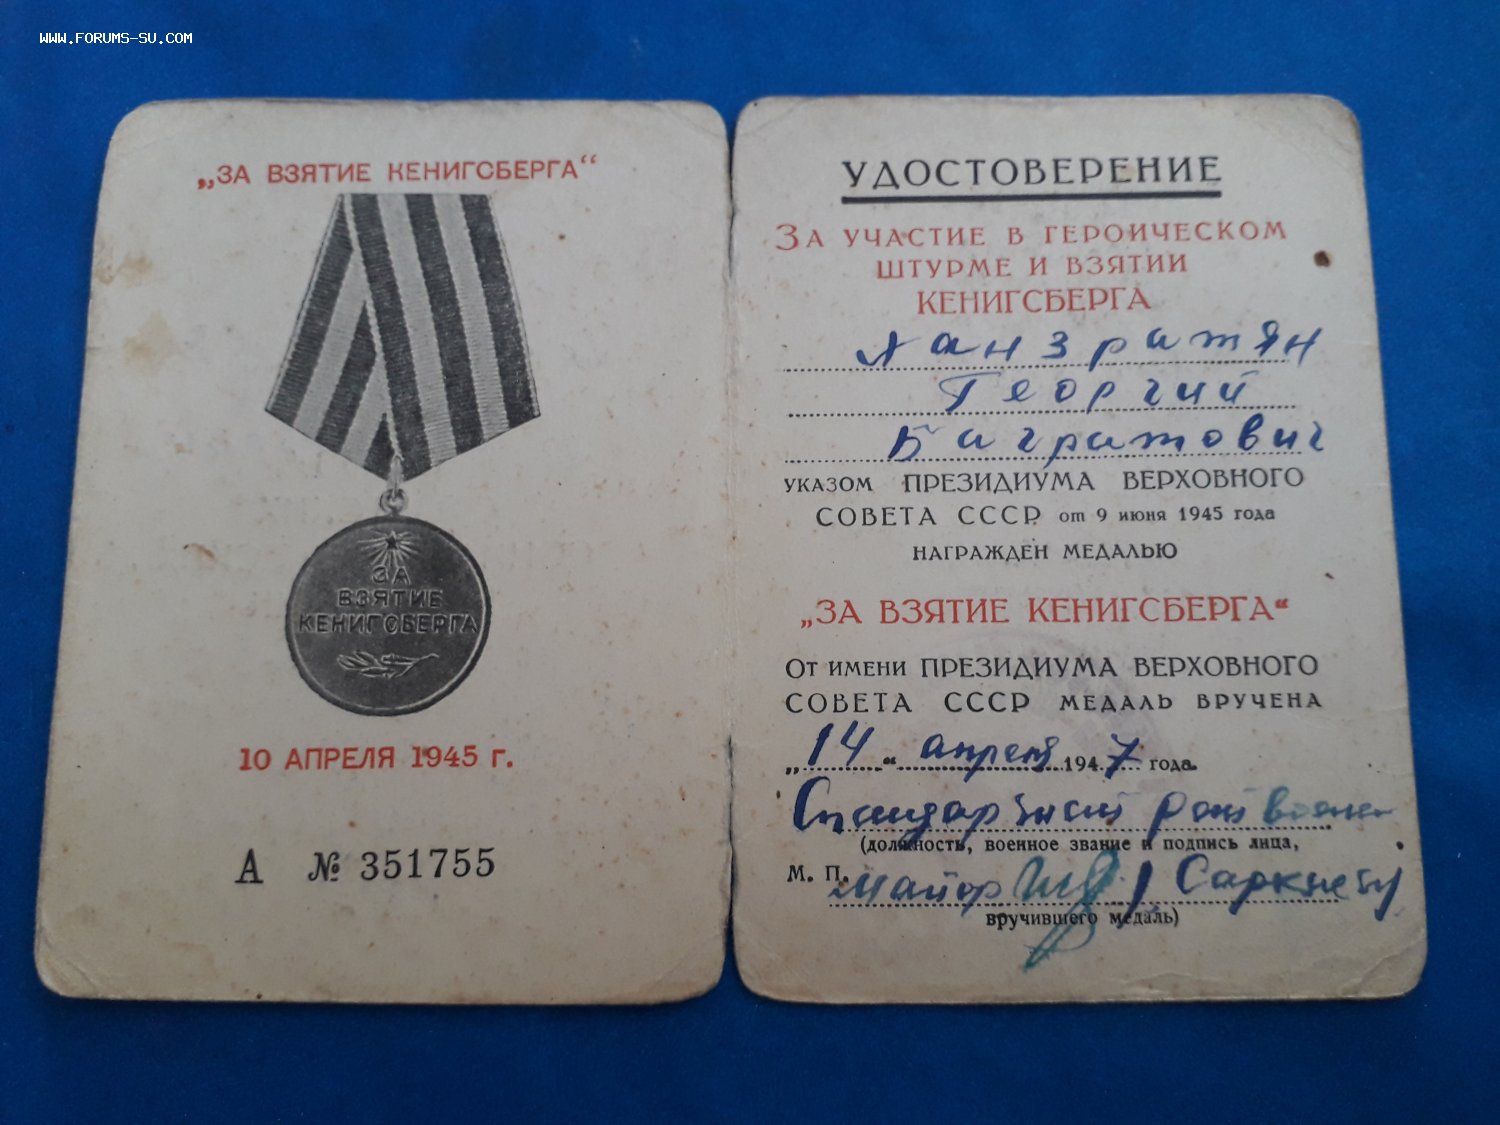 WWW.FORUMS-SU.COM
„ЗА ВЗЯТИЕ КЕНИГСБЕРГА“
ЗА
ВЗЯТИЕ
КЕНИГСБЕРГА
10 АПРЕЛЯ 1945 г.
А № 351755
УДОСТОВЕРЕНИЕ
ЗА УЧАСТИЕ В ГЕРОИЧЕСКОМ
ШТУРМЕ И ВЗЯТИИ
КЕНИГСБЕРГА
Ханзратян
Георгий
Багратович
УКАЗОМ ПРЕЗИДИУМА ВЕРХОВНОГО
СОВЕТА СССР от 9 июня 1945 года
НАГРАЖДЕН МЕДАЛЬЮ
„ЗА ВЗЯТИЕ КЕНИГСБЕРГА“
ОТ ИМЕНИ ПРЕЗИДИУМА ВЕРХОВНОГО
СОВЕТА СССР МЕДАЛЬ ВРУЧЕНА
„14“ апреля 1947 года.
(должность, военное звание и подпись лица,
М. П. Майор
вручившего медаль)